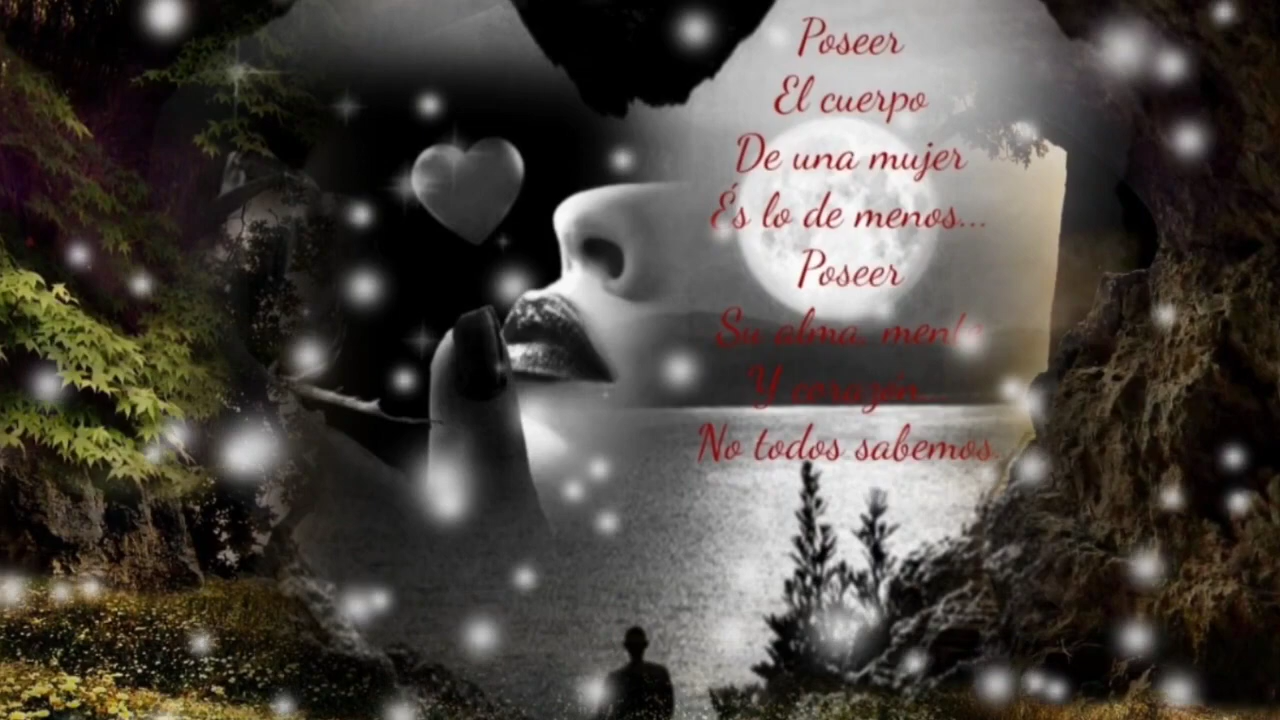 Poseer
El cuerpo
De una mujer
És lo de menos...
Poseer
Su alma, mente
Y corazón...
No todos sabemos.